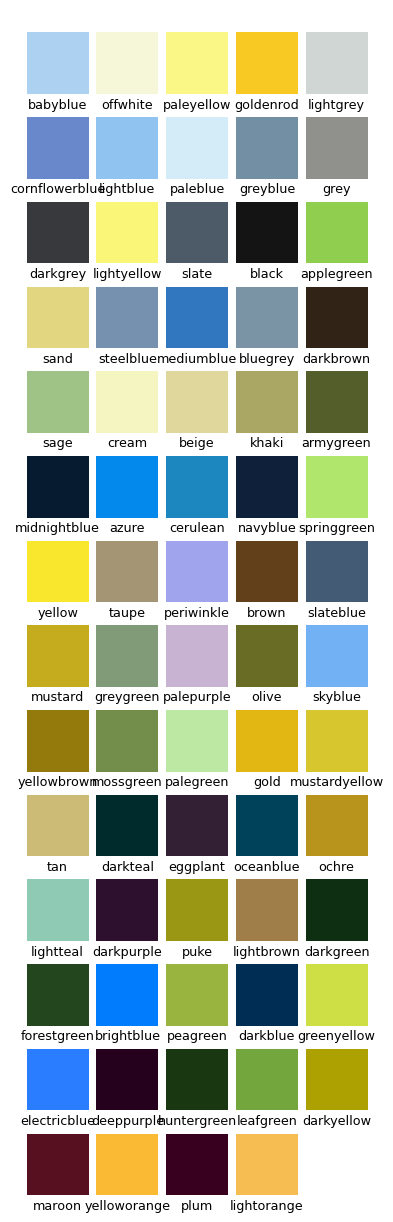 babyblue offwhite paleyellow goldenrod lightgrey
cornflowerblue lightblue paleblue greyblue grey
darkgrey lightyellow slate black applegreen
sand steelblue mediumblue bluegrey darkbrown
sage cream beige khaki armygreen
midnightblue azure cerulean navyblue springgreen
yellow taupe periwinkle brown slateblue
mustard greygreen palepurple olive skyblue
yellowbrown mossgreen palegreen gold mustardyellow
tan darkteal eggplant oceanblue ochre
lightteal darkpurple puke lightbrown darkgreen
forestgreen brightblue peagreen darkblue greenyellow
electricblue deeppurple huntergreen leafgreen darkyellow
maroon yelloworange plum lightorange